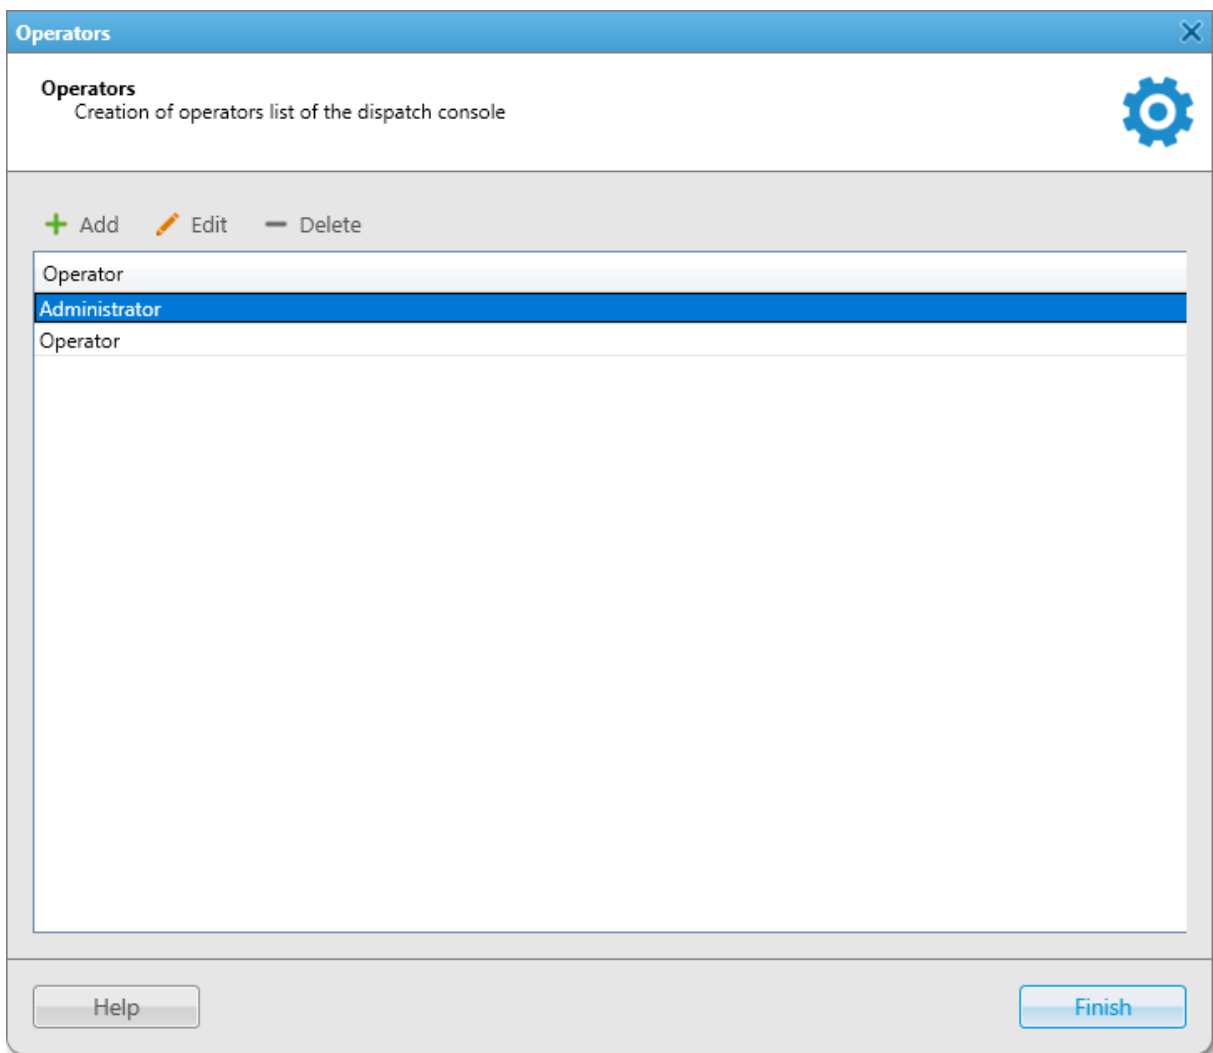 Operators
Operators
Creation of operators list of the dispatch console
Add Edit Delete
Operator
Administrator
Operator
Help Finish